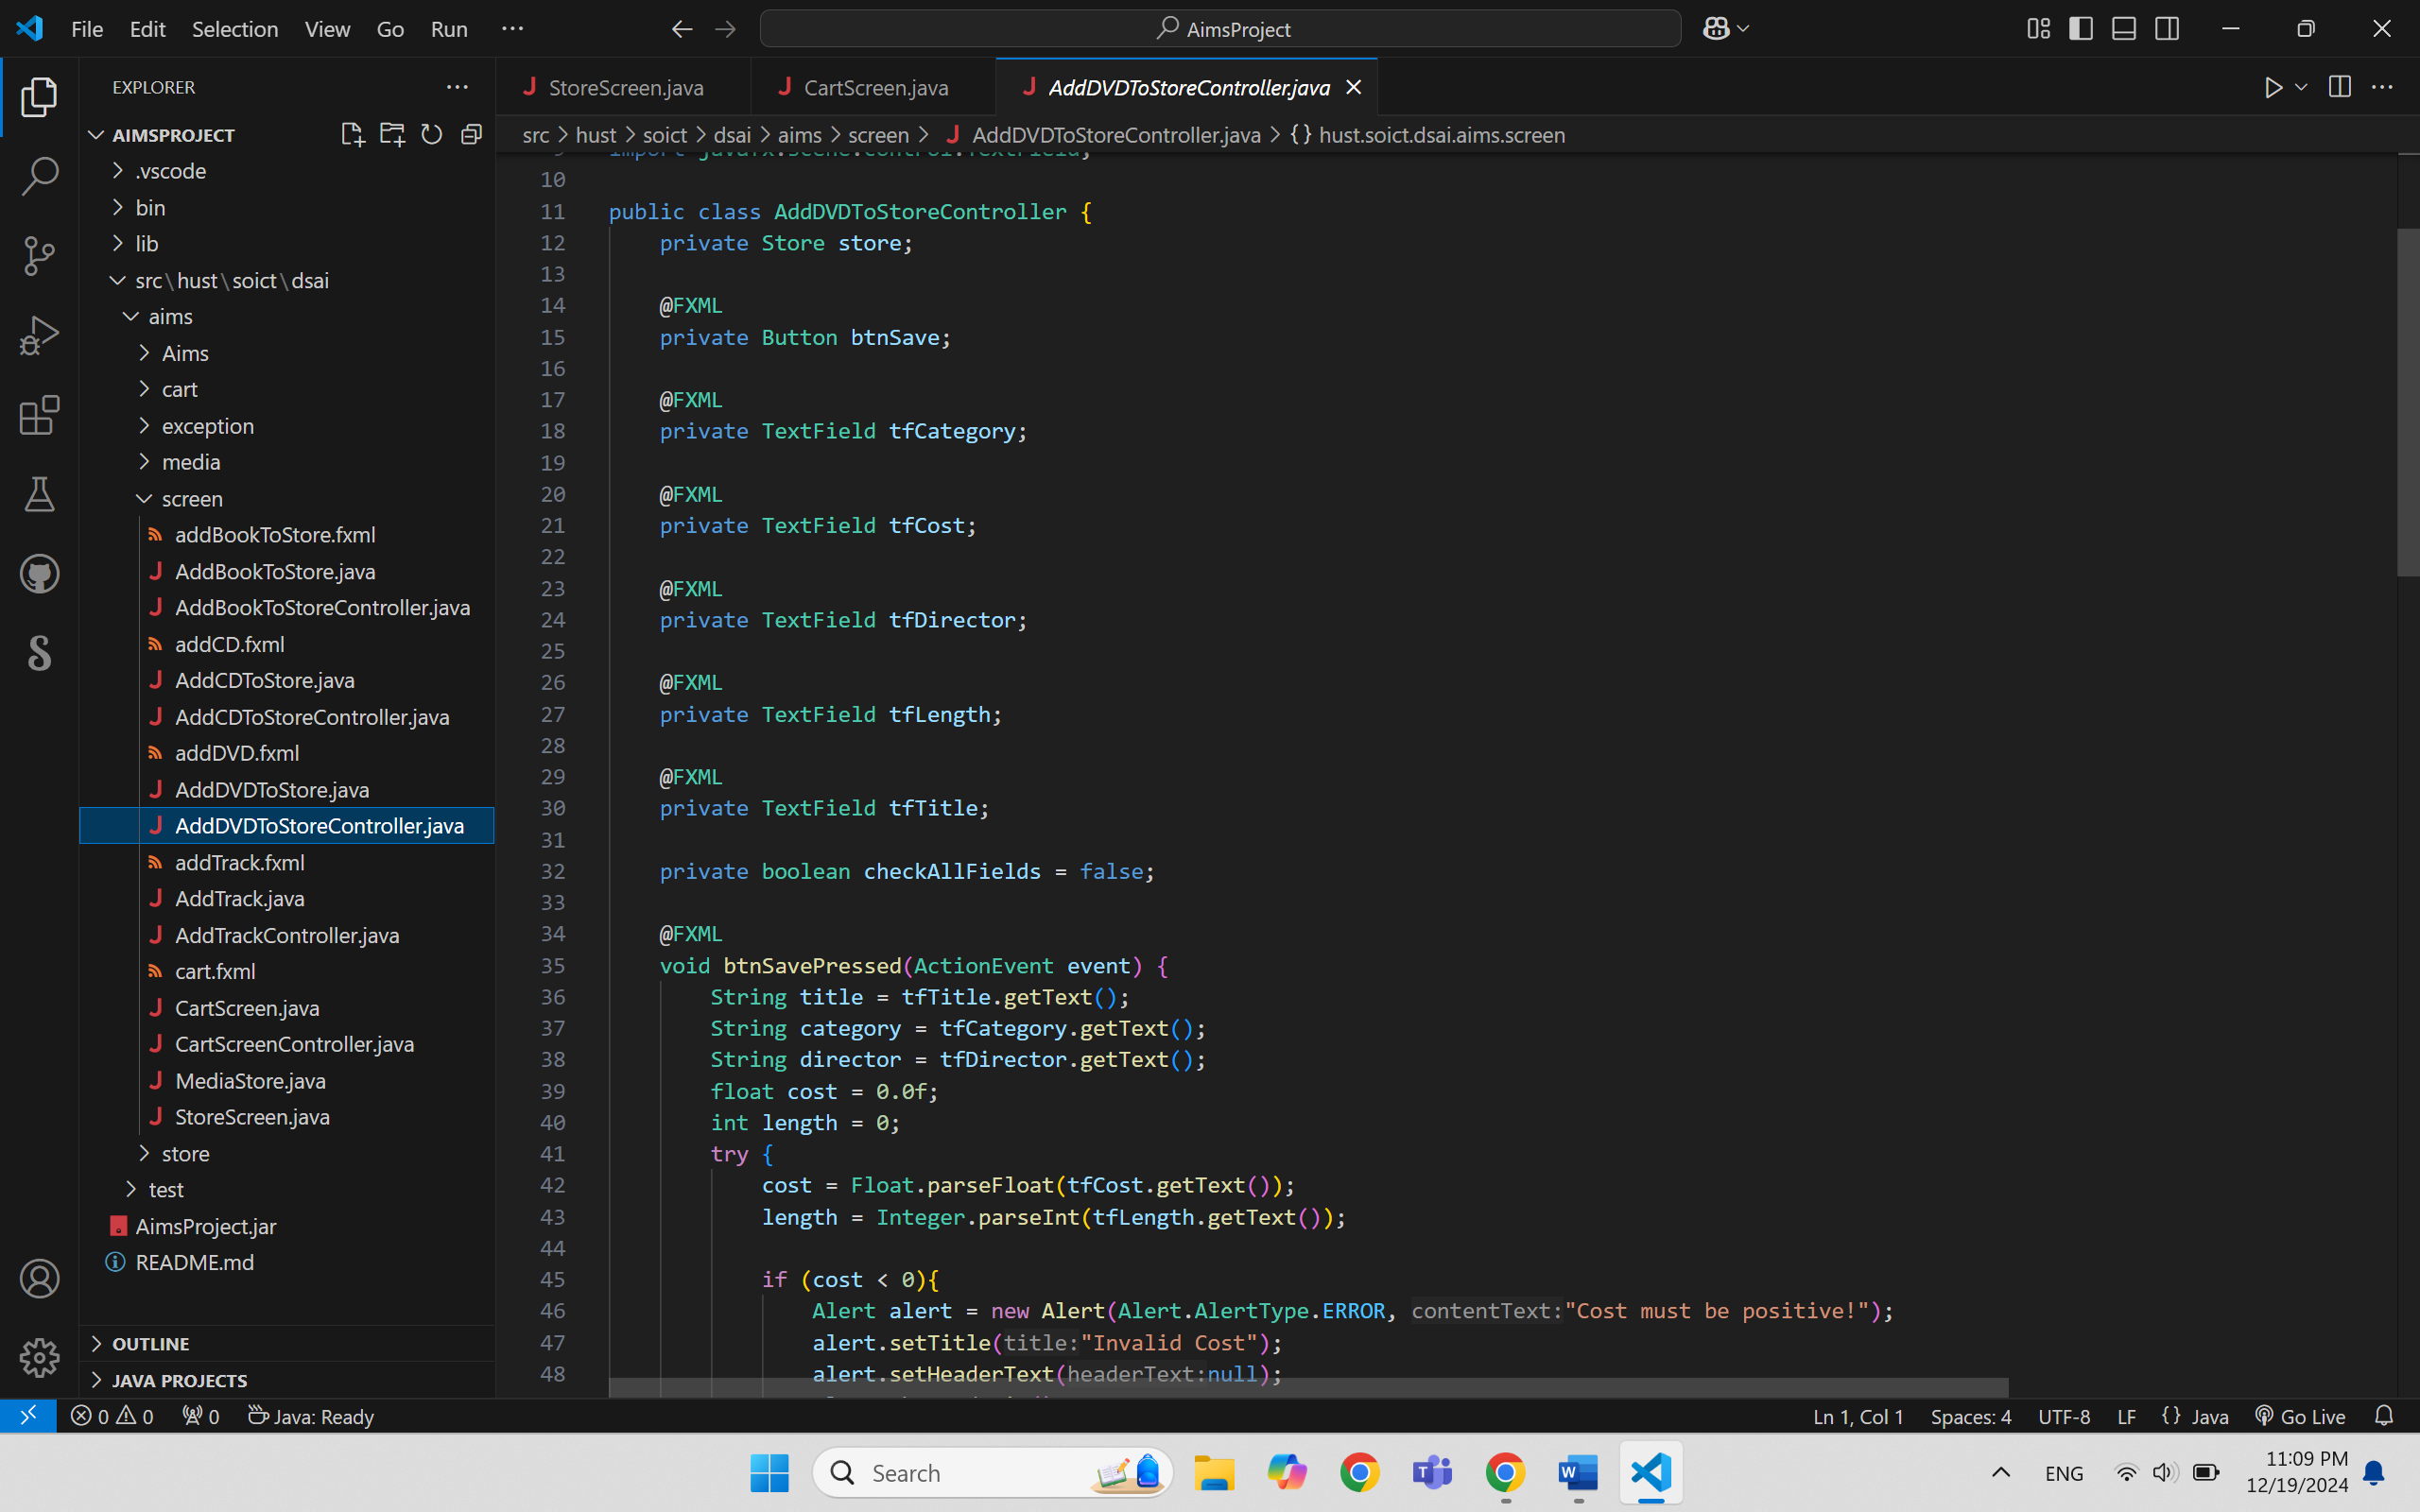 File Edit Selection View Go Run ···
AimsProject
EXPLORER
StoreScreen.java
CartScreen.java
AddDVDToStoreController.java
AIMSPROJECT
src > hust > soict > dsai > aims > screen > AddDVDToStoreController.java > {} hust.soict.dsai.aims.screen
.vscode
bin
lib
src\hust\soict\dsai
aims
Aims
cart
exception
media
screen
addBookToStore.fxml
AddBookToStore.java
AddBookToStoreController.java
addCD.fxml
AddCDToStore.java
AddCDToStoreController.java
addDVD.fxml
AddDVDToStore.java
AddDVDToStoreController.java
addTrack.fxml
AddTrack.java
AddTrackController.java
cart.fxml
CartScreen.java
CartScreenController.java
MediaStore.java
StoreScreen.java
store
test
AimsProject.jar
README.md
OUTLINE
JAVA PROJECTS
9 import javafx.scene.control.TextField;
10
11 public class AddDVDToStoreController {
12 private Store store;
13
14 @FXML
15 private Button btnSave;
16
17 @FXML
18 private TextField tfCategory;
19
20 @FXML
21 private TextField tfCost;
22
23 @FXML
24 private TextField tfDirector;
25
26 @FXML
27 private TextField tfLength;
28
29 @FXML
30 private TextField tfTitle;
31
32 private boolean checkAllFields = false;
33
34 @FXML
35 void btnSavePressed(ActionEvent event) {
36 String title = tfTitle.getText();
37 String category = tfCategory.getText();
38 String director = tfDirector.getText();
39 float cost = 0.0f;
40 int length = 0;
41 try {
42 cost = Float.parseFloat(tfCost.getText());
43 length = Integer.parseInt(tfLength.getText());
44
45 if (cost < 0){
46 Alert alert = new Alert(Alert.AlertType.ERROR, contentText:"Cost must be positive!");
47 alert.setTitle(title:"Invalid Cost");
48 alert.setHeaderText(headerText:null);
0 0 0 Java: Ready
Ln 1, Col 1 Spaces: 4 UTF-8 LF {} Java Go Live
Search
ENG
11:09 PM
12/19/2024